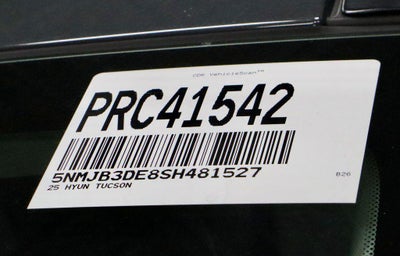 CDK VehicleScan™
PRC41542
5NMJB3DE8SH481527
25 HYUN TUCSON
B26